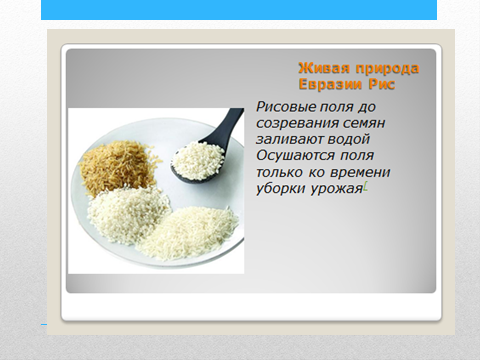 Живая природа
Евразии Рис
Рисовые поля до
созревания семян
заливают водой
Осушаются поля
только ко времени
уборки урожая[